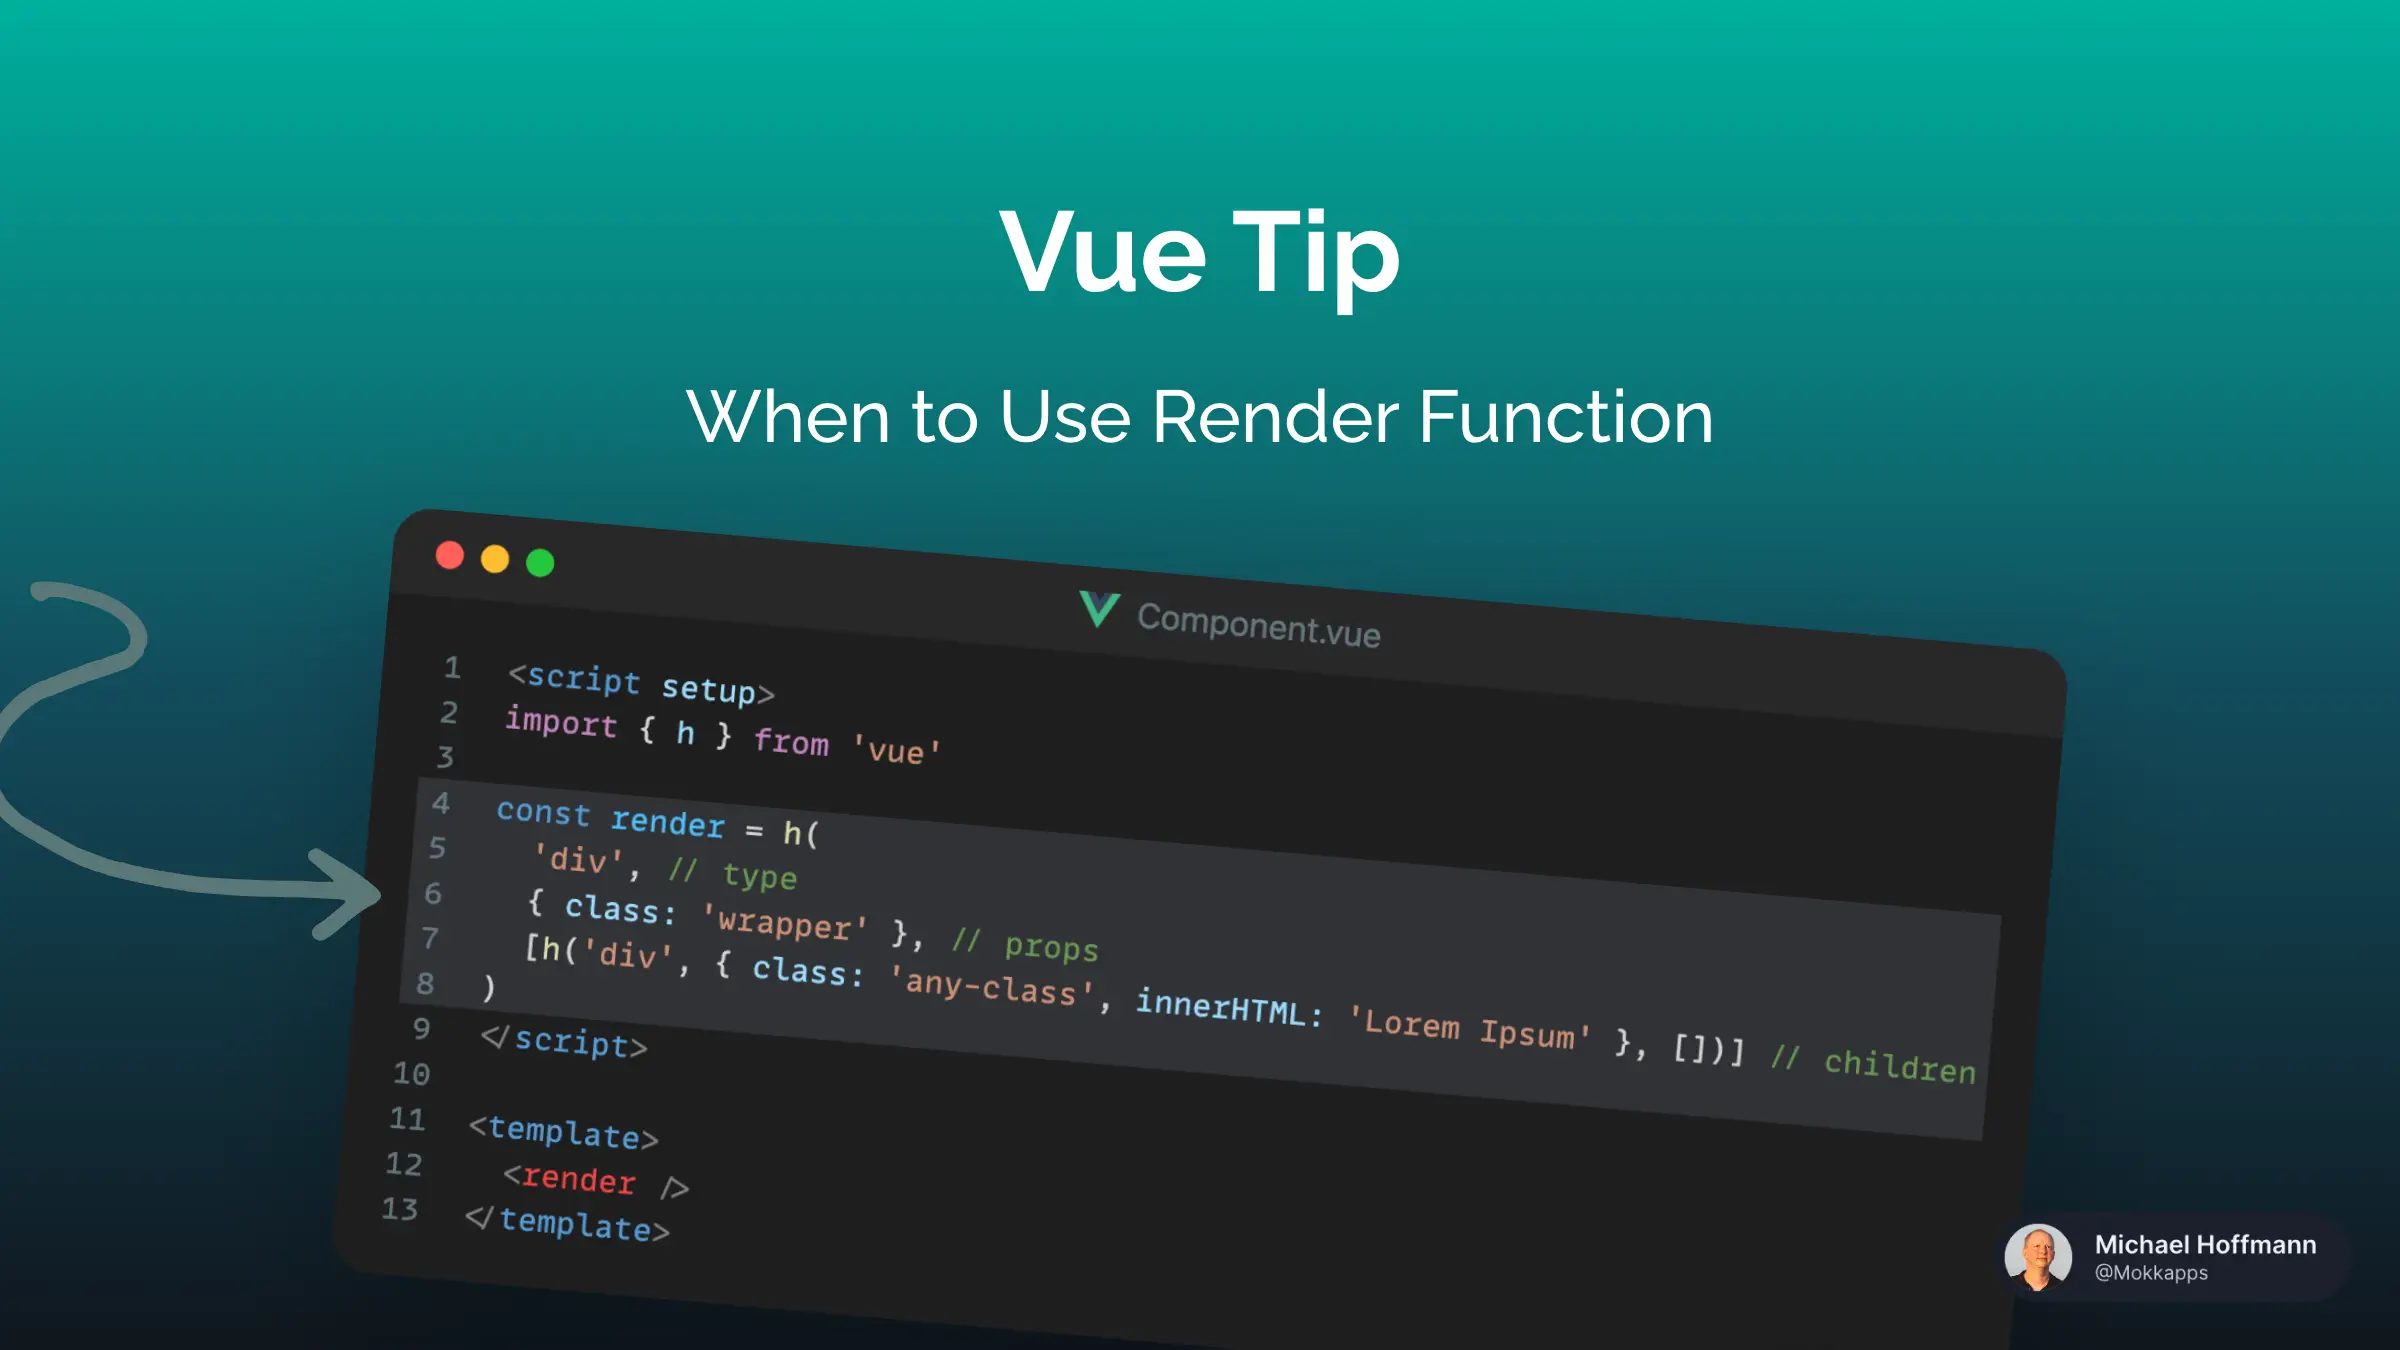 Vue Tip
When to Use Render Function
Component.vue
1 <script setup>
2 import { h } from 'vue'
3
4 const render = h(
5 'div', // type
6 { class: 'wrapper' }, // props
7 [h('div', { class: 'any-class', innerHTML: 'Lorem Ipsum' }, [])] // children
8 )
9 </script>
10
11 <template>
12 <render />
13 </template>
Michael Hoffmann
@Mokkapps